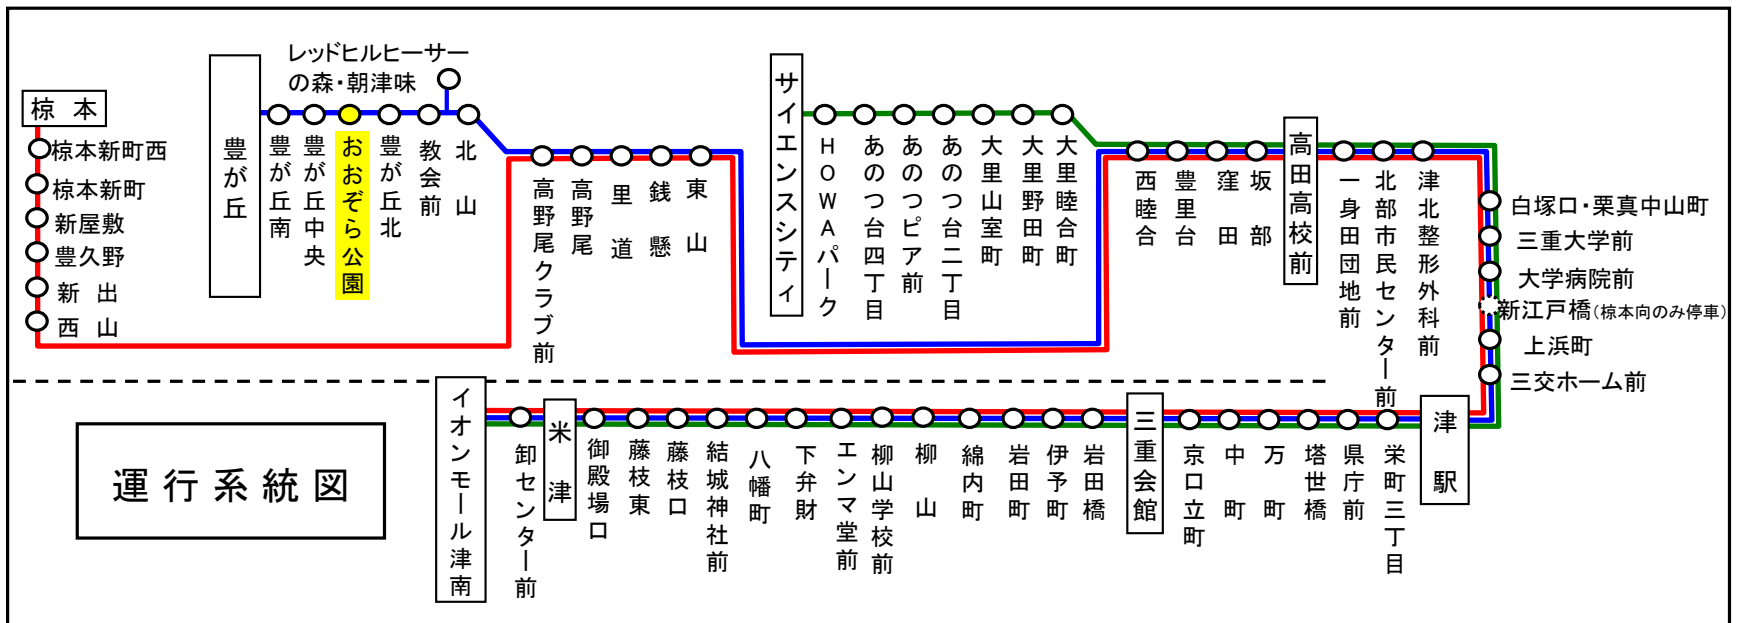 レッドヒルヒーサー
の森・朝津味
椋本
椋本新町西
椋本新町
新屋敷
豊久野
新出
西山
豊が丘
豊が丘南
豊が丘中央
おおぞら公園
豊が丘北
教会前
北山
高野尾クラブ前
高野尾
里道
銭懸
東山
サイエンスシティ
HOWAパーク
あのつ台四丁目
あのつピア前
あのつ台二丁目
大里山室町
大里野田町
大里睦合町
西睦合
豊里台
窪田
坂部
高田高校前
一身田団地前
北部市民センター前
津北整形外科前
白塚口・栗真中山町
三重大学前
大学病院前
新江戸橋(椋本向のみ停車)
上浜町
三交ホーム前
運行系統図
イオンモール津南
卸センター前
米津
御殿場口
藤枝東
藤枝口
結城神社前
八幡町
下弁財
エンマ堂前
柳山学校前
柳山
綿内町
岩田町
伊予町
岩田橋
三重会館
京口立町
中町
万町
塔世橋
県庁前
栄町三丁目
津駅